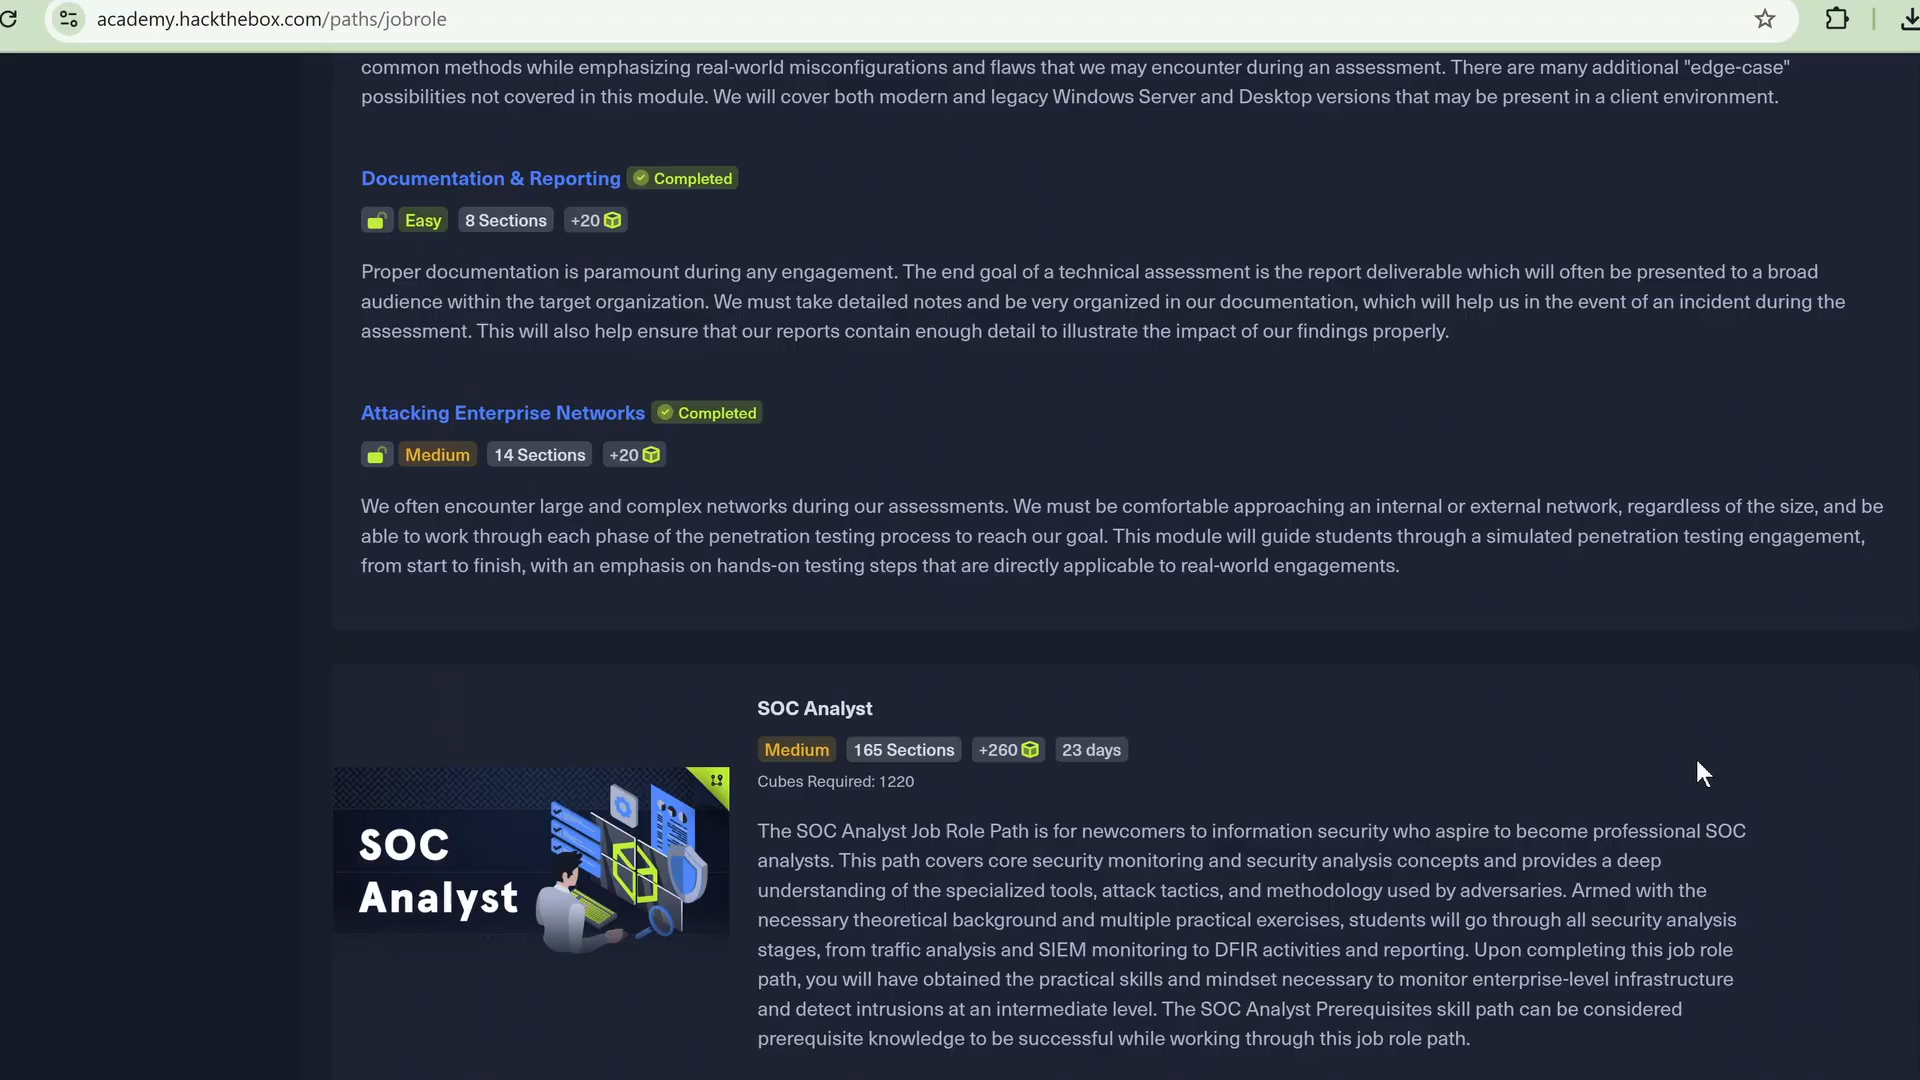 academy.hackthebox.com/paths/jobrole
common methods while emphasizing real-world misconfigurations and flaws that we may encounter during an assessment. There are many additional "edge-case"
possibilities not covered in this module. We will cover both modern and legacy Windows Server and Desktop versions that may be present in a client environment.
Documentation & Reporting Completed
Easy 8 Sections +20
Proper documentation is paramount during any engagement. The end goal of a technical assessment is the report deliverable which will often be presented to a broad
audience within the target organization. We must take detailed notes and be very organized in our documentation, which will help us in the event of an incident during the
assessment. This will also help ensure that our reports contain enough detail to illustrate the impact of our findings properly.
Attacking Enterprise Networks Completed
Medium 14 Sections +20
We often encounter large and complex networks during our assessments. We must be comfortable approaching an internal or external network, regardless of the size, and be
able to work through each phase of the penetration testing process to reach our goal. This module will guide students through a simulated penetration testing engagement,
from start to finish, with an emphasis on hands-on testing steps that are directly applicable to real-world engagements.
SOC
Analyst
SOC Analyst
Medium 165 Sections +260 23 days
Cubes Required: 1220
The SOC Analyst Job Role Path is for newcomers to information security who aspire to become professional SOC
analysts. This path covers core security monitoring and security analysis concepts and provides a deep
understanding of the specialized tools, attack tactics, and methodology used by adversaries. Armed with the
necessary theoretical background and multiple practical exercises, students will go through all security analysis
stages, from traffic analysis and SIEM monitoring to DFIR activities and reporting. Upon completing this job role
path, you will have obtained the practical skills and mindset necessary to monitor enterprise-level infrastructure
and detect intrusions at an intermediate level. The SOC Analyst Prerequisites skill path can be considered
prerequisite knowledge to be successful while working through this job role path.